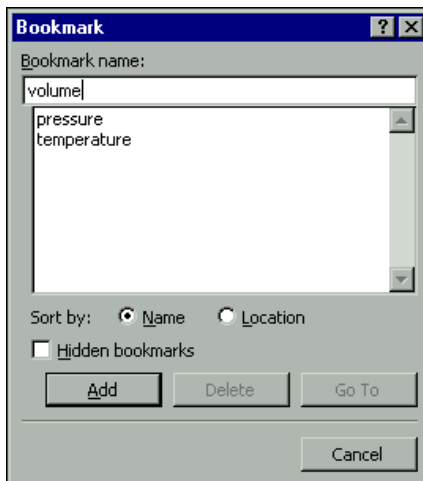 Bookmark
Bookmark name:
volume
pressure
temperature
Sort by: Name Location
Hidden bookmarks
Add Delete Go To
Cancel